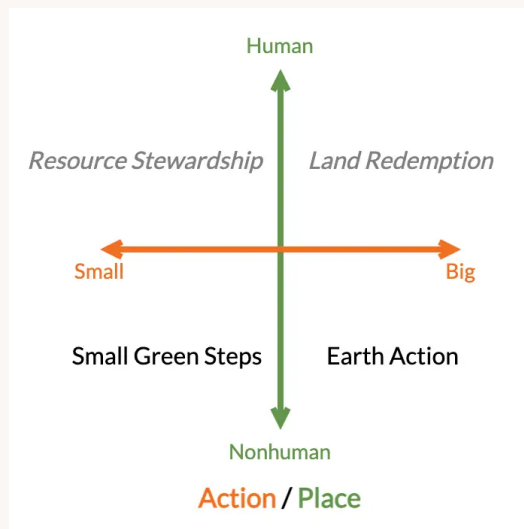 Human
Resource Stewardship Land Redemption
Small Big
Small Green Steps Earth Action
Nonhuman
Action / Place